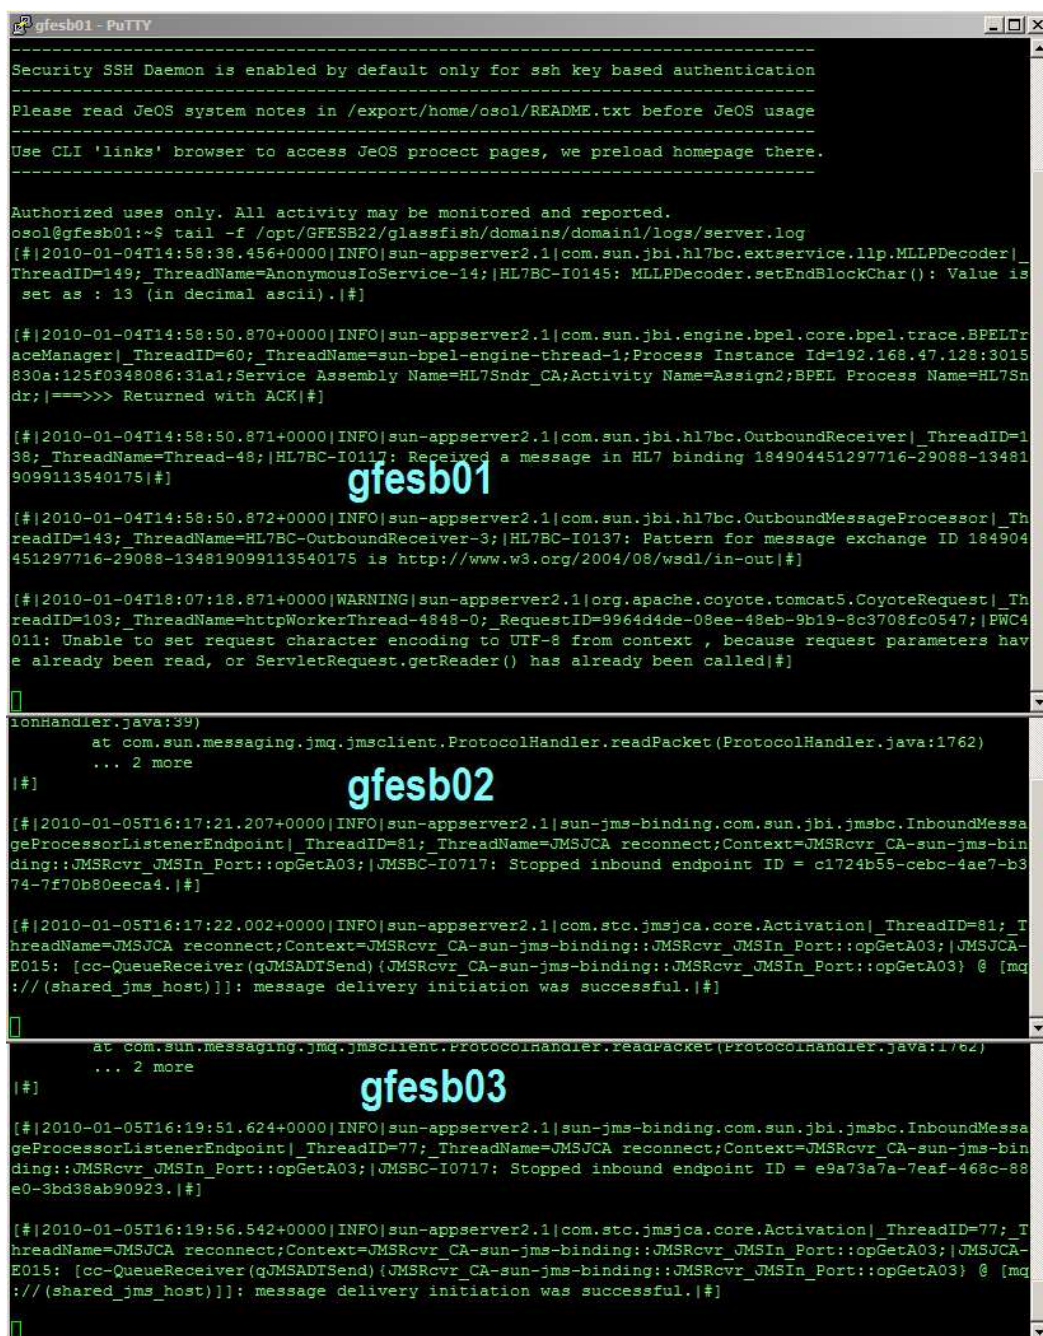 gfesb01 - PuTTY
--------------------------------------------------------------------------------
Security SSH Daemon is enabled by default only for ssh key based authentication
--------------------------------------------------------------------------------
Please read JeOS system notes in /export/home/osol/README.txt before JeOS usage
--------------------------------------------------------------------------------
Use CLI 'links' browser to access JeOS procect pages, we preload homepage there.
--------------------------------------------------------------------------------
Authorized uses only. All activity may be monitored and reported.
osol@gfesb01:~$ tail -f /opt/GFESB22/glassfish/domains/domain1/logs/server.log
[#|2010-01-04T14:58:38.456+0000|INFO|sun-appserver2.1|com.sun.jbi.hl7bc.extservice.llp.MLLPDecoder|_
ThreadID=149;_ThreadName=AnonymousIoService-14;|HL7BC-I0145: MLLPDecoder.setEndBlockChar(): Value is
 set as : 13 (in decimal ascii).|#]
[#|2010-01-04T14:58:50.870+0000|INFO|sun-appserver2.1|com.sun.jbi.engine.bpel.core.bpel.trace.BPELTr
aceManager|_ThreadID=60;_ThreadName=sun-bpel-engine-thread-1;Process Instance Id=192.168.47.128:3015
830a:125f0348086:31a1;Service Assembly Name=HL7Sndr_CA;Activity Name=Assign2;BPEL Process Name=HL7Sn
dr;|===>>> Returned with ACK|#]
[#|2010-01-04T14:58:50.871+0000|INFO|sun-appserver2.1|com.sun.jbi.hl7bc.OutboundReceiver|_ThreadID=1
38;_ThreadName=Thread-48;|HL7BC-I0117: Received a message in HL7 binding 184904451297716-29088-13481
9099113540175|#]
gfesb01
[#|2010-01-04T14:58:50.872+0000|INFO|sun-appserver2.1|com.sun.jbi.hl7bc.OutboundMessageProcessor|_Th
readID=143;_ThreadName=HL7BC-OutboundReceiver-3;|HL7BC-I0137: Pattern for message exchange ID 184904
451297716-29088-134819099113540175 is http://www.w3.org/2004/08/wsdl/in-out|#]
[#|2010-01-04T18:07:18.871+0000|WARNING|sun-appserver2.1|org.apache.coyote.tomcat5.CoyoteRequest|_Th
readID=103;_ThreadName=httpWorkerThread-4848-0;_RequestID=9964d4de-08ee-48eb-9b19-8c3708fc0547;|PWC4
011: Unable to set request character encoding to UTF-8 from context , because request parameters hav
e already been read, or ServletRequest.getReader() has already been called|#]
ionHandler.java:39)
        at com.sun.messaging.jmq.jmsclient.ProtocolHandler.readPacket(ProtocolHandler.java:1762)
        ... 2 more
|#]
gfesb02
[#|2010-01-05T16:17:21.207+0000|INFO|sun-appserver2.1|sun-jms-binding.com.sun.jbi.jmsbc.InboundMessa
geProcessorListenerEndpoint|_ThreadID=81;_ThreadName=JMSJCA reconnect;Context=JMSRcvr_CA-sun-jms-bin
ding::JMSRcvr_JMSIn_Port::opGetA03;|JMSBC-I0717: Stopped inbound endpoint ID = c1724b55-cebc-4ae7-b3
74-7f70b80eeca4.|#]
[#|2010-01-05T16:17:22.002+0000|INFO|sun-appserver2.1|com.stc.jmsjca.core.Activation|_ThreadID=81;_T
hreadName=JMSJCA reconnect;Context=JMSRcvr_CA-sun-jms-binding::JMSRcvr_JMSIn_Port::opGetA03;|JMSJCA-
E015: [cc-QueueReceiver(qJMSADTSend){JMSRcvr_CA-sun-jms-binding::JMSRcvr_JMSIn_Port::opGetA03} @ [mq
://(shared_jms_host)]]: message delivery initiation was successful.|#]
        at com.sun.messaging.jmq.jmsclient.ProtocolHandler.readPacket(ProtocolHandler.java:1762)
        ... 2 more
|#]
gfesb03
[#|2010-01-05T16:19:51.624+0000|INFO|sun-appserver2.1|sun-jms-binding.com.sun.jbi.jmsbc.InboundMessa
geProcessorListenerEndpoint|_ThreadID=77;_ThreadName=JMSJCA reconnect;Context=JMSRcvr_CA-sun-jms-bin
ding::JMSRcvr_JMSIn_Port::opGetA03;|JMSBC-I0717: Stopped inbound endpoint ID = e9a73a7a-7eaf-468c-88
e0-3bd38ab90923.|#]
[#|2010-01-05T16:19:56.542+0000|INFO|sun-appserver2.1|com.stc.jmsjca.core.Activation|_ThreadID=77;_T
hreadName=JMSJCA reconnect;Context=JMSRcvr_CA-sun-jms-binding::JMSRcvr_JMSIn_Port::opGetA03;|JMSJCA-
E015: [cc-QueueReceiver(qJMSADTSend){JMSRcvr_CA-sun-jms-binding::JMSRcvr_JMSIn_Port::opGetA03} @ [mq
://(shared_jms_host)]]: message delivery initiation was successful.|#]